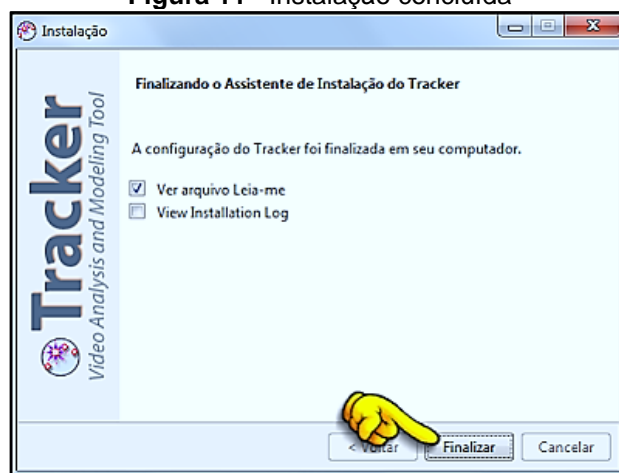 Figura 11 - Instalação concluída
Instalação
Tracker
Video Analysis and Modeling Tool
Finalizando o Assistente de Instalação do Tracker
A configuração do Tracker foi finalizada em seu computador.
Ver arquivo Leia-me
View Installation Log
< Voltar
Finalizar
Cancelar